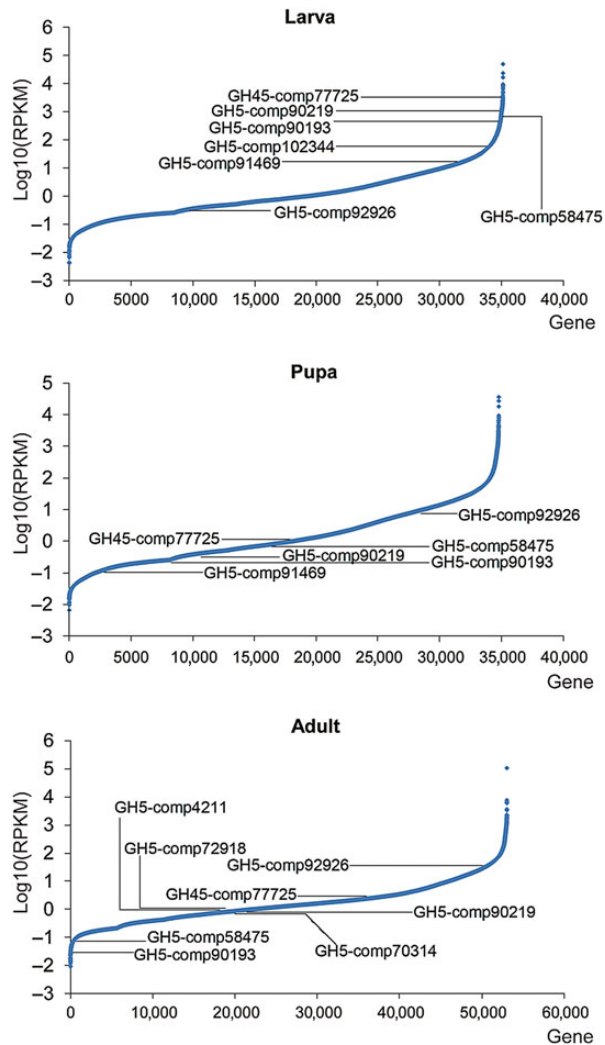 Larva
Log10(RPKM)
6
5
4
3
2
1
0
–1
–2
–3
GH45-comp77725
GH5-comp90219
GH5-comp90193
GH5-comp102344
GH5-comp91469
GH5-comp92926
GH5-comp58475
0 5000 10,000 15,000 20,000 25,000 30,000 35,000 40,000
Gene
Pupa
Log10(RPKM)
5
4
3
2
1
0
–1
–2
–3
GH5-comp92926
GH45-comp77725
GH5-comp58475
GH5-comp90219
GH5-comp90193
GH5-comp91469
0 5000 10,000 15,000 20,000 25,000 30,000 35,000 40,000
Gene
Adult
Log10(RPKM)
6
5
4
3
2
1
0
–1
–2
–3
GH5-comp4211
GH5-comp72918
GH5-comp92926
GH45-comp77725
GH5-comp90219
GH5-comp58475
GH5-comp70314
GH5-comp90193
0 10,000 20,000 30,000 40,000 50,000 60,000
Gene